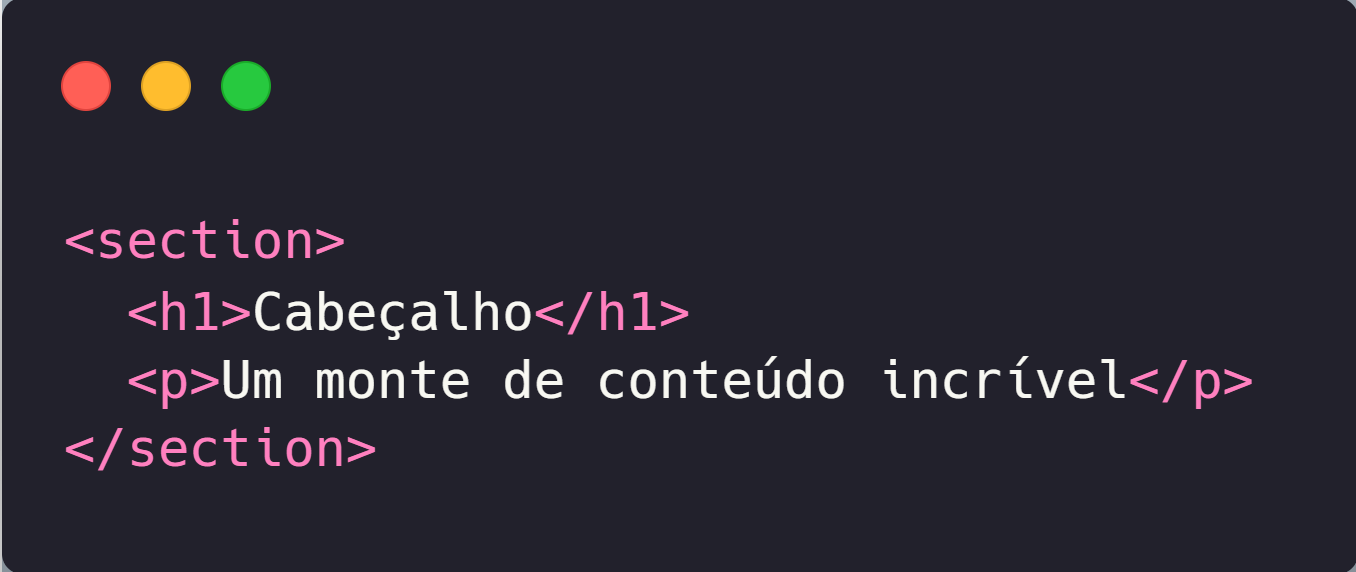 <section>
<h1>Cabeçalho</h1>
<p>Um monte de conteúdo incrível</p>
</section>